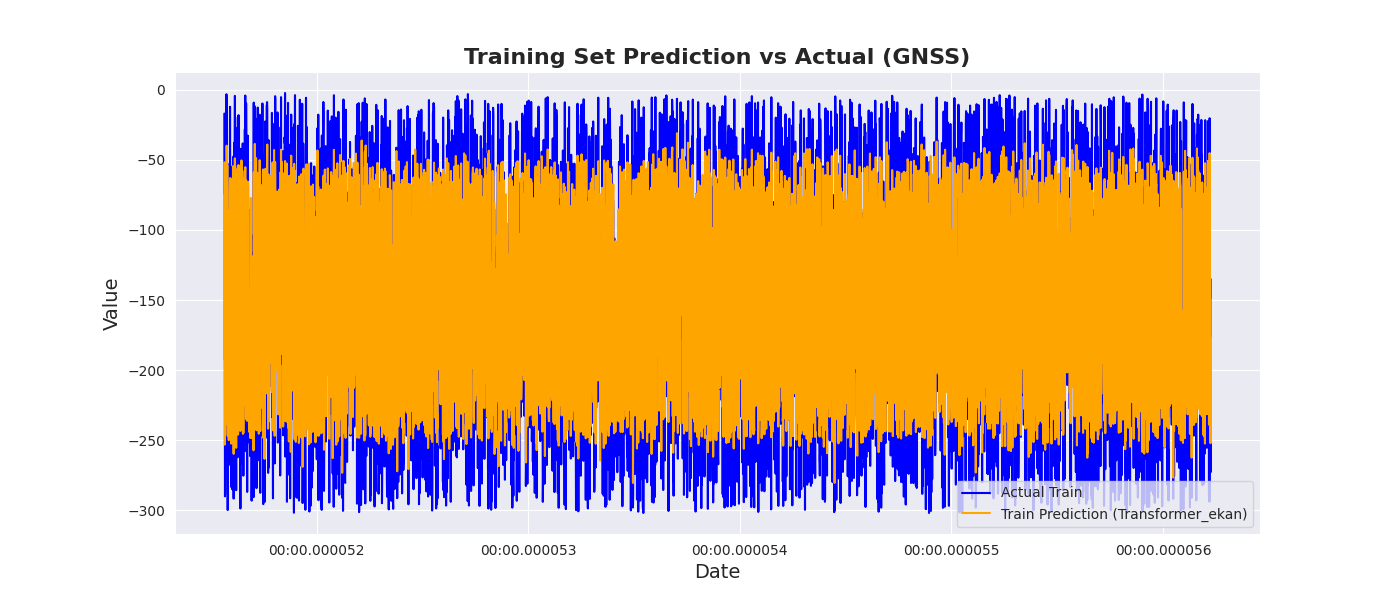 Training Set Prediction vs Actual (GNSS)
Value
0
−50
−100
−150
−200
−250
−300
Actual Train
Train Prediction (Transformer_ekan)
00:00.000052
00:00.000053
00:00.000054
00:00.000055
00:00.000056
Date